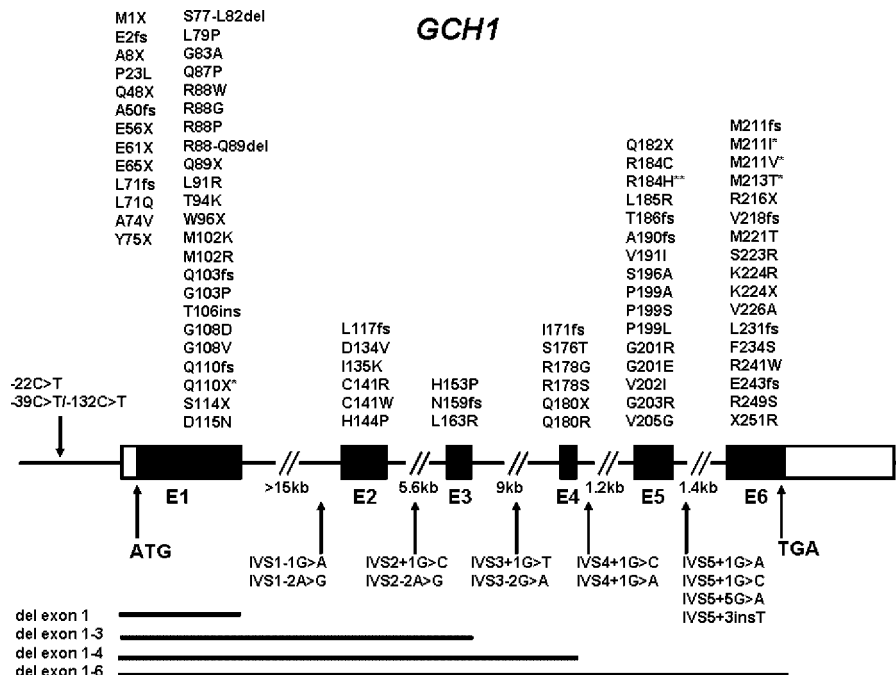 GCH1
M1X
E2fs
A8X
P23L
Q48X
A50fs
E56X
E61X
E65X
L71fs
L71Q
A74V
Y75X
S77-L82del
L79P
G83A
Q87P
R88W
R88G
R88P
R88-Q89del
Q89X
L91R
T94K
W96X
M102K
M102R
Q103fs
G103P
T106ins
G108D
G108V
Q110fs
Q110X*
S114X
D115N
L117fs
D134V
I135K
C141R
C141W
H144P
H153P
N159fs
L163R
I171fs
S176T
R178G
R178S
Q180X
Q180R
Q182X
R184C
R184H**
L185R
T186fs
A190fs
V191I
S196A
P199A
P199S
P199L
G201R
G201E
V202I
G203R
V205G
M211fs
M211I*
M211V*
M213T*
R216X
V218fs
M221T
S223R
K224R
K224X
V226A
L231fs
F234S
R241W
E243fs
R249S
X251R
-22C>T
-39C>T/-132C>T
E1
>15kb
E2
5.6kb
E3
9kb
E4
1.2kb
E5
1.4kb
E6
ATG
TGA
IVS1-1G>A
IVS1-2A>G
IVS2+1G>C
IVS2-2A>G
IVS3+1G>T
IVS3-2G>A
IVS4+1G>C
IVS4+1G>A
IVS5+1G>A
IVS5+1G>C
IVS5+5G>A
IVS5+3insT
del exon 1
del exon 1-3
del exon 1-4
del exon 1-6